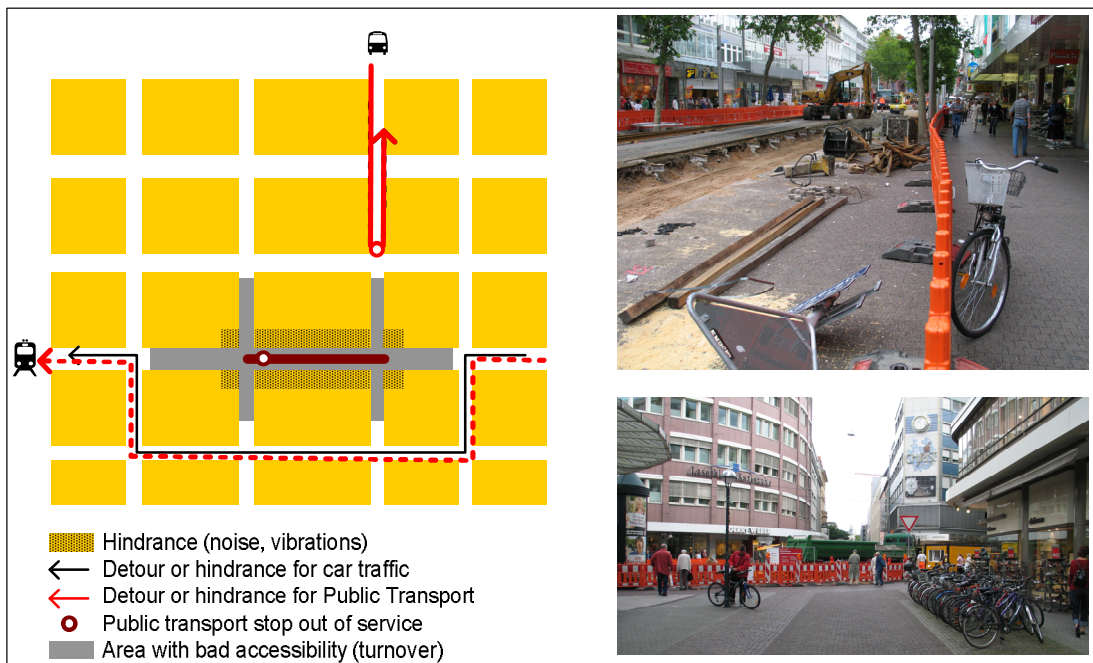 Hindrance (noise, vibrations)
Detour or hindrance for car traffic
Detour or hindrance for Public Transport
Public transport stop out of service
Area with bad accessibility (turnover)